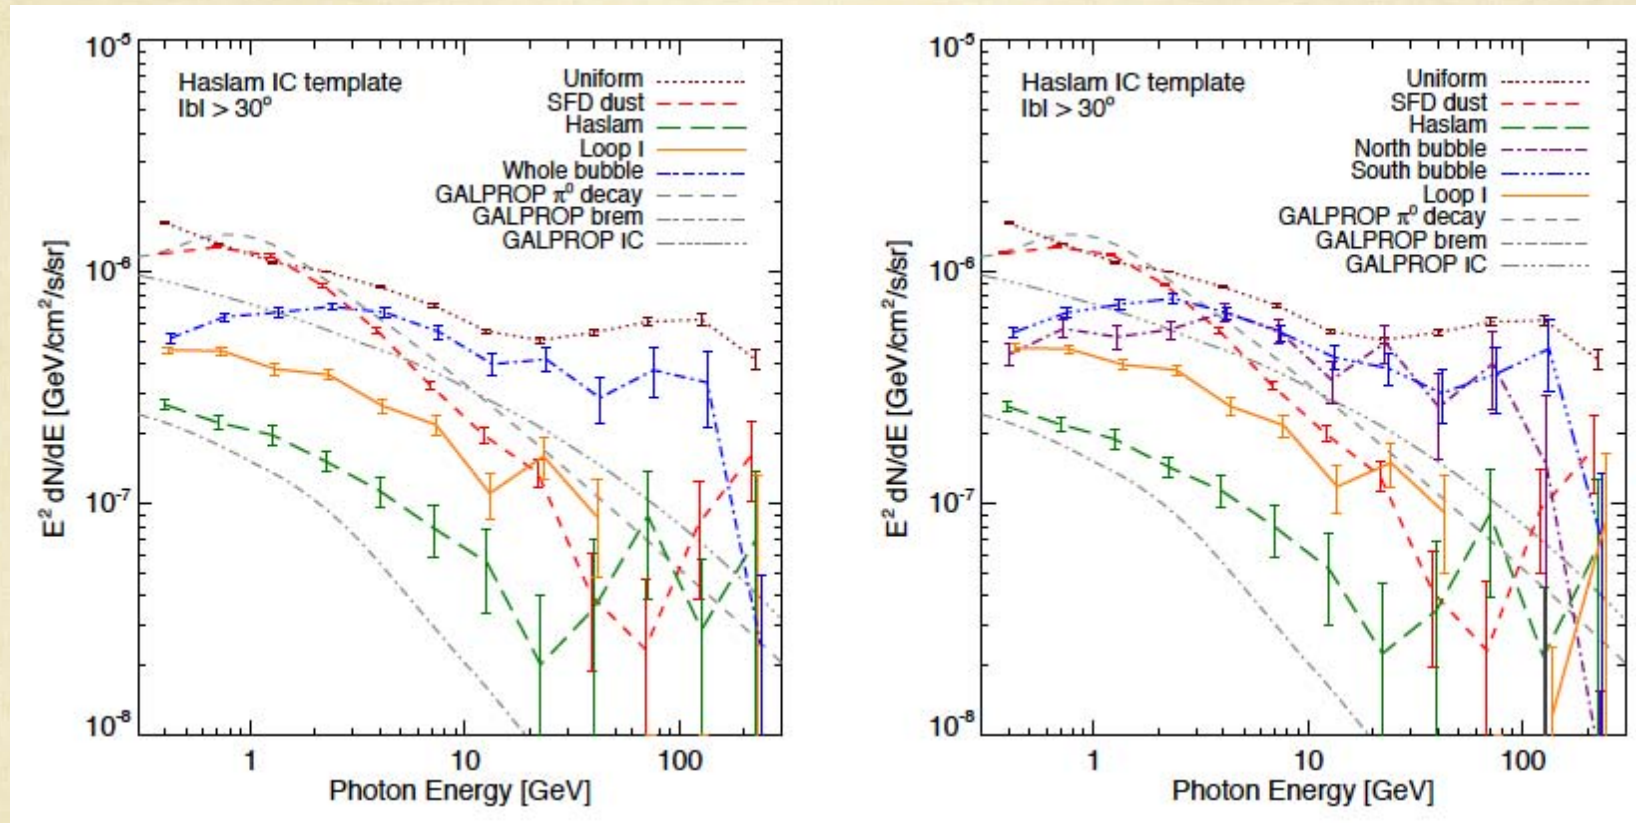 10⁻⁵
10⁻⁶
10⁻⁷
10⁻⁸
E² dN/dE [GeV/cm²/s/sr]
Haslam IC template
|b| > 30°
Uniform
SFD dust
Haslam
Loop I
Whole bubble
GALPROP π⁰ decay
GALPROP brem
GALPROP IC
1 10 100
Photon Energy [GeV]
10⁻⁵
10⁻⁶
10⁻⁷
10⁻⁸
E² dN/dE [GeV/cm²/s/sr]
Haslam IC template
|b| > 30°
Uniform
SFD dust
Haslam
North bubble
South bubble
Loop I
GALPROP π⁰ decay
GALPROP brem
GALPROP IC
1 10 100
Photon Energy [GeV]